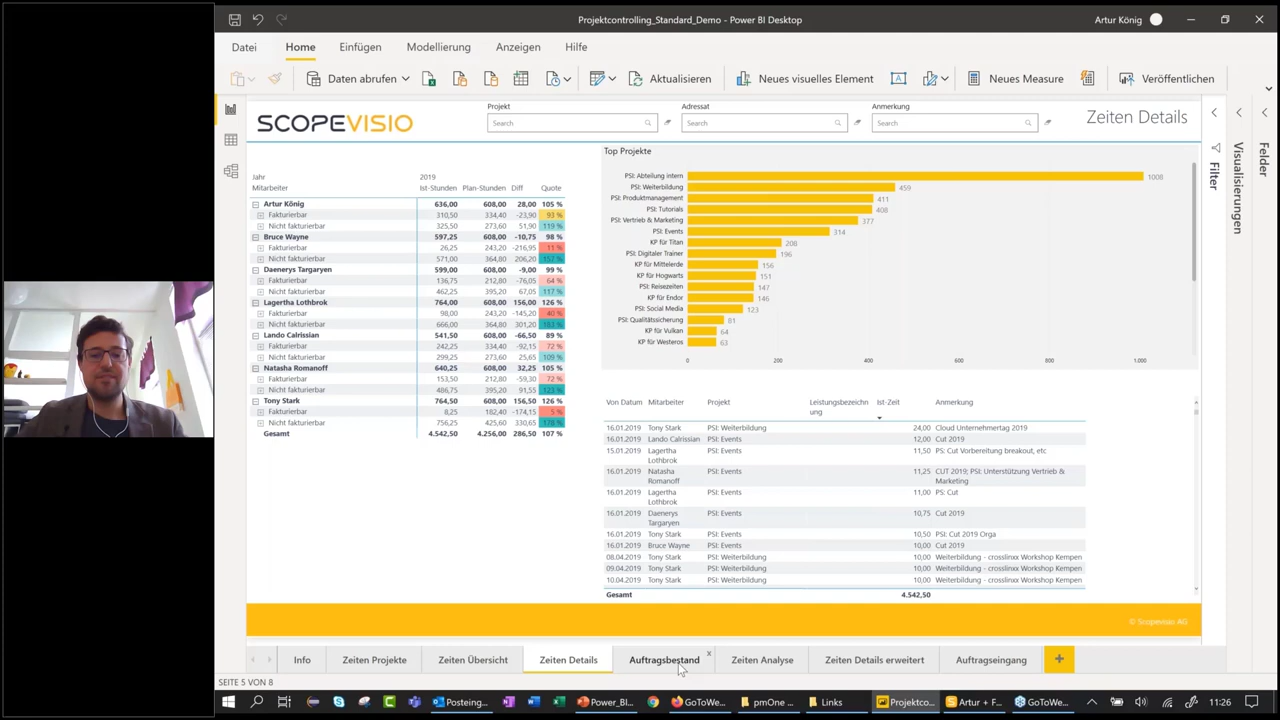 Projektcontrolling_Standard_Demo - Power BI Desktop
Artur König
Datei Home Einfügen Modellierung Anzeigen Hilfe
Daten abrufen Aktualisieren Neues visuelles Element Neues Measure Veröffentlichen
SCOPEVISIO
Projekt Adressat Anmerkung
Search Search Search
Zeiten Details
Filter
Visualisierungen
Felder
Jahr 2019
Mitarbeiter Ist-Stunden Plan-Stunden Diff Quote
Artur König 636,00 608,00 28,00 105 %
Fakturierbar 310,50 334,40 -23,90 93 %
Nicht fakturierbar 325,50 273,60 51,90 119 %
Bruce Wayne 597,25 608,00 -10,75 98 %
Fakturierbar 26,25 243,20 -216,95 11 %
Nicht fakturierbar 571,00 364,80 206,20 157 %
Daenerys Targaryen 599,00 608,00 -9,00 99 %
Fakturierbar 136,75 212,80 -76,05 64 %
Nicht fakturierbar 462,25 395,20 67,05 117 %
Lagertha Lothbrok 764,00 608,00 156,00 126 %
Fakturierbar 98,00 243,20 -145,20 40 %
Nicht fakturierbar 666,00 364,80 301,20 183 %
Lando Calrissian 541,50 608,00 -66,50 89 %
Fakturierbar 242,25 334,40 -92,15 72 %
Nicht fakturierbar 299,25 273,60 25,65 109 %
Natasha Romanoff 640,25 608,00 32,25 105 %
Fakturierbar 153,50 212,80 -59,30 72 %
Nicht fakturierbar 486,75 395,20 91,55 123 %
Tony Stark 764,50 608,00 156,50 126 %
Fakturierbar 8,25 182,40 -174,15 5 %
Nicht fakturierbar 756,25 425,60 330,65 178 %
Gesamt 4.542,50 4.256,00 286,50 107 %
Top Projekte
PSI: Abteilung intern 1008
PSI: Weiterbildung 459
PSI: Produktmanagement 411
PSI: Tutorials 408
PSI: Vertrieb & Marketing 377
PSI: Events 314
KP für Titan 208
PSI: Digitaler Trainer 196
KP für Mittelerde 156
KP für Hogwarts 151
PSI: Reisezeiten 147
KP für Endor 146
PSI: Social Media 123
PSI: Qualitätssicherung 81
KP für Vulkan 64
KP für Westeros 63
0 200 400 600 800 1.000
Von Datum Mitarbeiter Projekt Leistungsbezeichn Ist-Zeit Anmerkung
ung
16.01.2019 Tony Stark PSI: Weiterbildung 24,00 Cloud Unternehmertag 2019
16.01.2019 Lando Calrissian PSI: Events 12,00 Cut 2019
15.01.2019 Lagertha PSI: Events 11,50 PS: Cut Vorbereitung breakout, etc
Lothbrok
16.01.2019 Natasha PSI: Events 11,25 CUT 2019; PSI: Unterstützung Vertrieb &
Romanoff Marketing
16.01.2019 Lagertha PSI: Events 11,00 PS: Cut
Lothbrok
16.01.2019 Daenerys PSI: Events 10,75 Cut 2019
Targaryen
16.01.2019 Tony Stark PSI: Events 10,50 PSI: Cut 2019 Orga
16.01.2019 Bruce Wayne PSI: Events 10,00 Cut 2019
08.04.2019 Tony Stark PSI: Weiterbildung 10,00 Weiterbildung - crosslinxx Workshop Kempen
09.04.2019 Tony Stark PSI: Weiterbildung 10,00 Weiterbildung - crosslinxx Workshop Kempen
10.04.2019 Tony Stark PSI: Weiterbildung 10,00 Weiterbildung - crosslinxx Workshop Kempen
Gesamt 4.542,50
© Scopevisio AG
Info Zeiten Projekte Zeiten Übersicht Zeiten Details Auftragsbestand Zeiten Analyse Zeiten Details erweitert Auftragseingang
SEITE 5 VON 8
Posteing... Power_BI... GoToWe... pmOne ... Links Projektco... Artur + F... GoToWe... 11:26